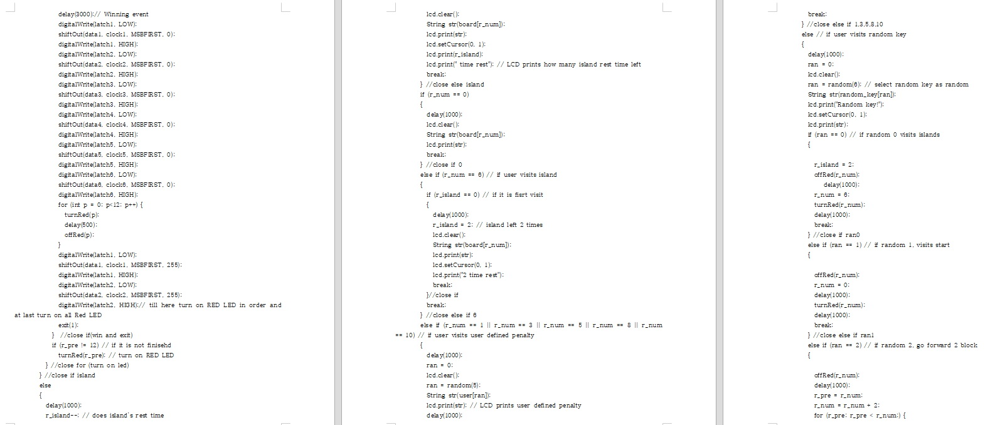 delay(3000);// Winning event
digitalWrite(latch1, LOW);
shiftOut(data1, clock1, MSBFIRST, 0);
digitalWrite(latch1, HIGH);
digitalWrite(latch2, LOW);
shiftOut(data2, clock2, MSBFIRST, 0);
digitalWrite(latch2, HIGH);
digitalWrite(latch3, LOW);
shiftOut(data3, clock3, MSBFIRST, 0);
digitalWrite(latch3, HIGH);
digitalWrite(latch4, LOW);
shiftOut(data4, clock4, MSBFIRST, 0);
digitalWrite(latch4, HIGH);
digitalWrite(latch5, LOW);
shiftOut(data5, clock5, MSBFIRST, 0);
digitalWrite(latch5, HIGH);
digitalWrite(latch6, LOW);
shiftOut(data6, clock6, MSBFIRST, 0);
digitalWrite(latch6, HIGH);
for (int p = 0; p<12; p++) {
turnRed(p);
delay(500);
offRed(p);
}
digitalWrite(latch1, LOW);
shiftOut(data1, clock1, MSBFIRST, 255);
digitalWrite(latch1, HIGH);
digitalWrite(latch2, LOW);
shiftOut(data2, clock2, MSBFIRST, 255);
digitalWrite(latch2, HIGH);// till here turn on RED LED in order and
at last turn on all Red LED
exit(1);
} //close if(win and exit)
if (r_pre != 12) // if it is not finisehd
turnRed(r_pre); // turn on RED LED
} //close for (turn on led)
} //close if island
else
{
delay(1000);
r_island--; // does island's rest time
lcd.clear();
String str(board[r_num]);
lcd.print(str);
lcd.setCursor(0, 1);
lcd.print(r_island);
lcd.print(" time rest"); // LCD prints how many island rest time left
break;
} //close else island
if (r_num == 0)
{
delay(1000);
lcd.clear();
String str(board[r_num]);
lcd.print(str);
break;
} //close if 0
else if (r_num == 6) // if user visits island
{
if (r_island == 0) // if it is fisrt visit
{
delay(1000);
r_island = 2; // island left 2 times
lcd.clear();
String str(board[r_num]);
lcd.print(str);
lcd.setCursor(0, 1);
lcd.print("2 time rest");
break;
}//close if
break;
} //close else if 6
else if (r_num == 1 || r_num == 3 || r_num == 5 || r_num == 8 || r_num
== 10) // if user visits user defined penalty
{
delay(1000);
ran = 0;
lcd.clear();
ran = random(5);
String str(user[ran]);
lcd.print(str); // LCD prints user defined penalty
delay(1000);
break;
} //close else if 1,3,5,8,10
else // if user visits random key
{
delay(1000);
ran = 0;
lcd.clear();
ran = random(6); // select random key as random
String str(random_key[ran]);
lcd.print("Random key!");
lcd.setCursor(0, 1);
lcd.print(str);
if (ran == 0) // if random 0 visits islands
{
r_island = 2;
offRed(r_num);
delay(1000);
r_num = 6;
turnRed(r_num);
delay(1000);
break;
} //close if ran0
else if (ran == 1) // if random 1, visits start
{
offRed(r_num);
r_num = 0;
delay(1000);
turnRed(r_num);
delay(1000);
break;
} //close else if ran1
else if (ran == 2) // if random 2, go forward 2 block
{
offRed(r_num);
delay(1000);
r_pre = r_num;
r_num = r_num + 2;
for (r_pre; r_pre < r_num;) {